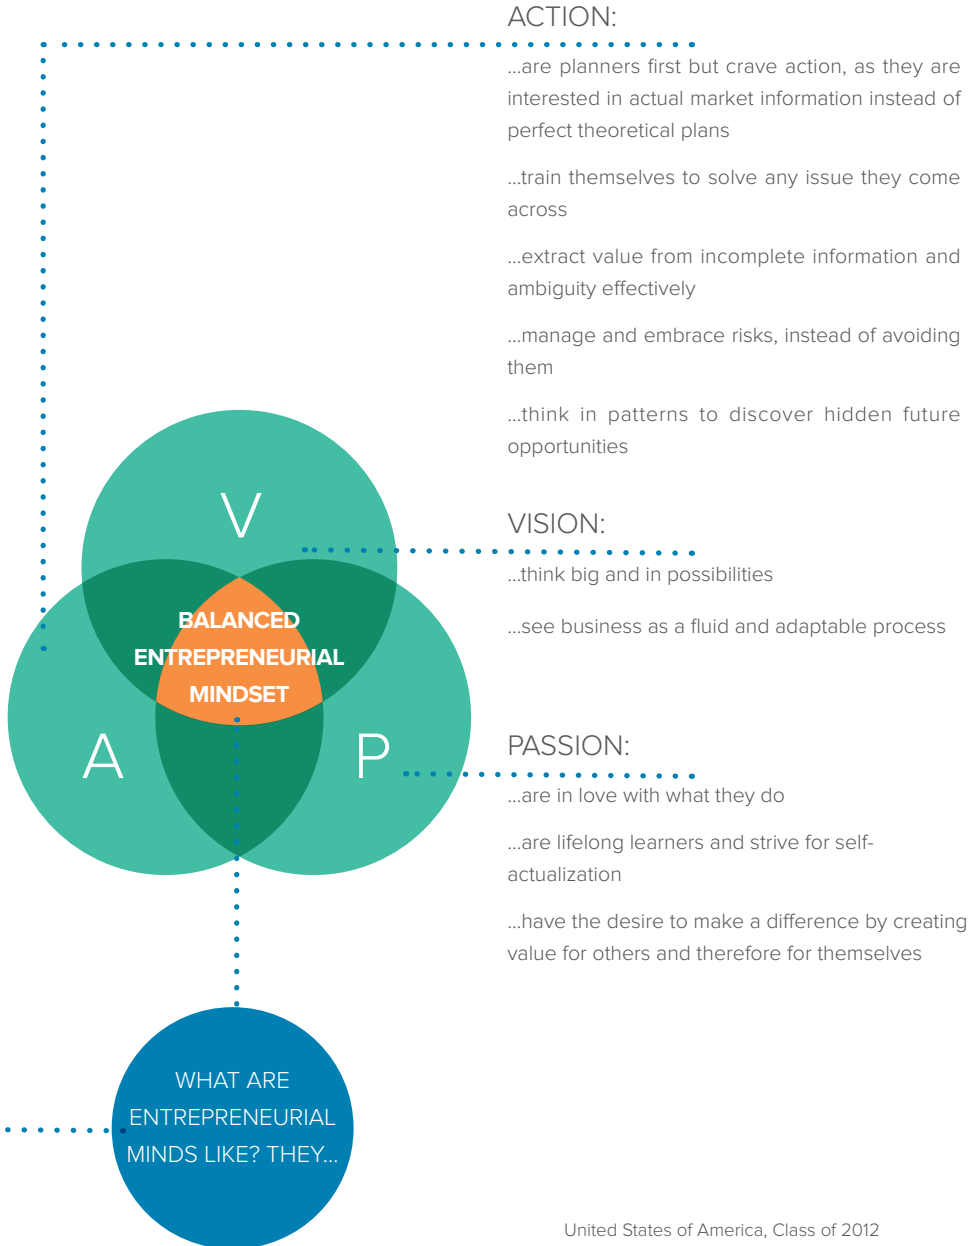 ACTION:
...are planners first but crave action, as they are
interested in actual market information instead of
perfect theoretical plans
...train themselves to solve any issue they come
across
...extract value from incomplete information and
ambiguity effectively
...manage and embrace risks, instead of avoiding
them
...think in patterns to discover hidden future
opportunities
V
BALANCED
ENTREPRENEURIAL
MINDSET
A
P
VISION:
...think big and in possibilities
...see business as a fluid and adaptable process
PASSION:
...are in love with what they do
...are lifelong learners and strive for self-
actualization
...have the desire to make a difference by creating
value for others and therefore for themselves
WHAT ARE
ENTREPRENEURIAL
MINDS LIKE? THEY...
United States of America, Class of 2012